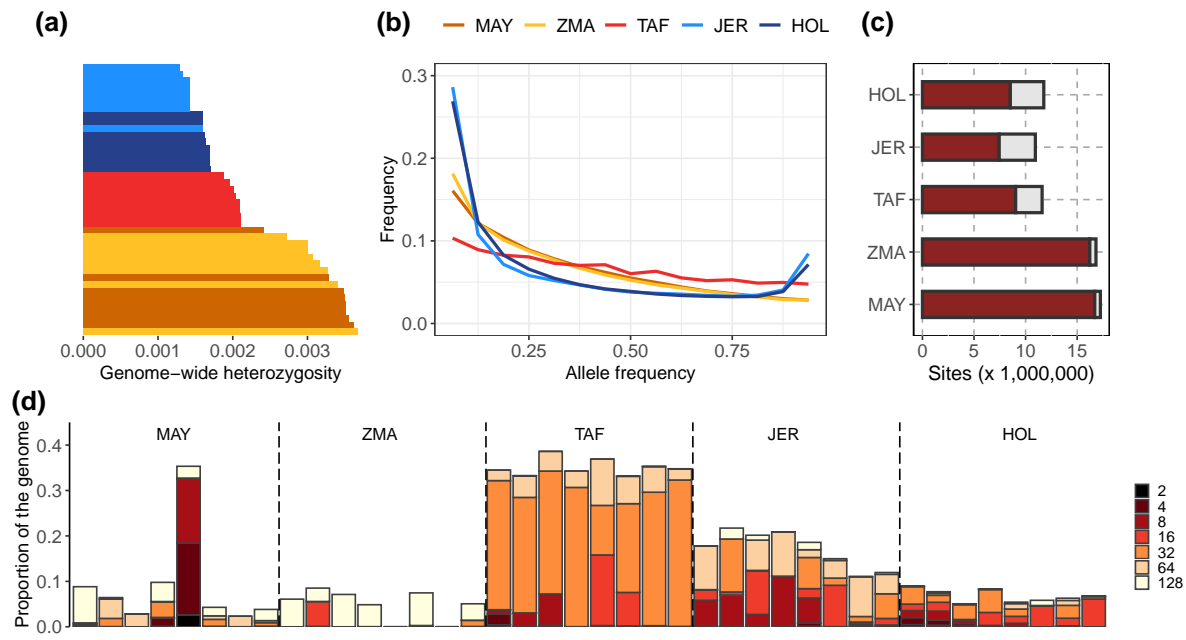 (a)
(b)
MAY ZMA TAF JER HOL
(c)
0.000 0.001 0.002 0.003
Genome−wide heterozygosity
Frequency
0.3
0.2
0.1
0.0
0.25 0.50 0.75
Allele frequency
HOL
JER
TAF
ZMA
MAY
0 5 10 15
Sites (x 1,000,000)
(d)
Proportion of the genome
0.4
0.3
0.2
0.1
0.0
MAY ZMA TAF JER HOL
2
4
8
16
32
64
128